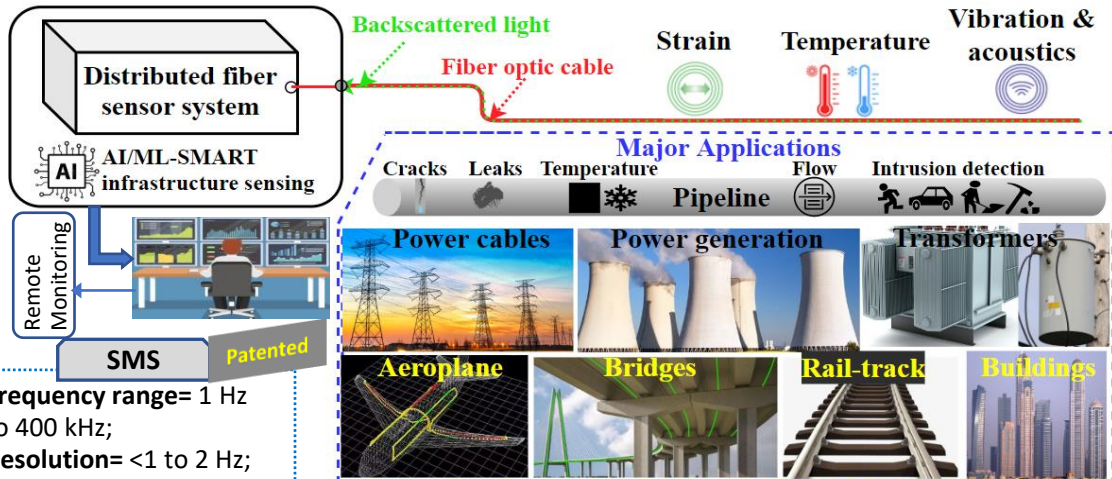 Backscattered light
Fiber optic cable
Strain
Temperature
Vibration &
acoustics
Distributed fiber
sensor system
AI
AI/ML-SMART
infrastructure sensing
Remote
Monitoring
SMS
Patented
requency range= 1 Hz
o 400 kHz;
esolution= <1 to 2 Hz;
Major Applications
Cracks Leaks Temperature Flow Intrusion detection
Pipeline
Power cables
Power generation
Transformers
Aeroplane
Bridges
Rail-track
Buildings